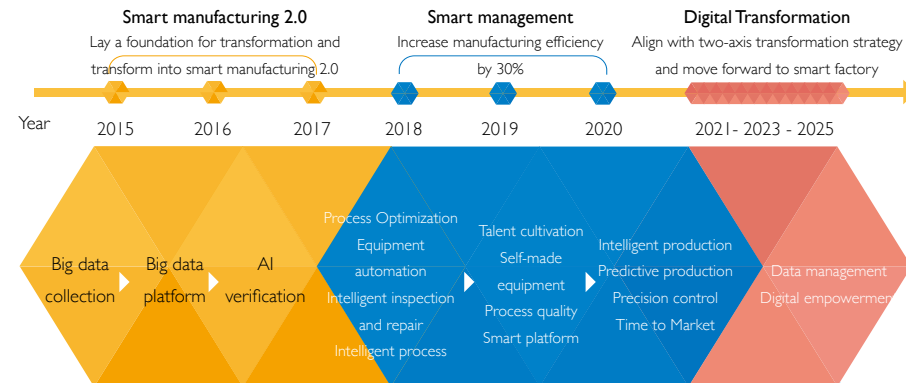 Smart manufacturing 2.0
Lay a foundation for transformation and
transform into smart manufacturing 2.0
Smart management
Increase manufacturing efficiency
by 30%
Digital Transformation
Align with two-axis transformation strategy
and move forward to smart factory
Year
2015
2016
2017
2018
2019
2020
2021- 2023 - 2025
Big data
collection
Big data
platform
AI
verification
Process Optimization
Equipment
automation
Intelligent inspection
and repair
Intelligent process
Talent cultivation
Self-made
equipment
Process quality
Smart platform
Intelligent production
Predictive production
Precision control
Time to Market
Data management
Digital empowermen